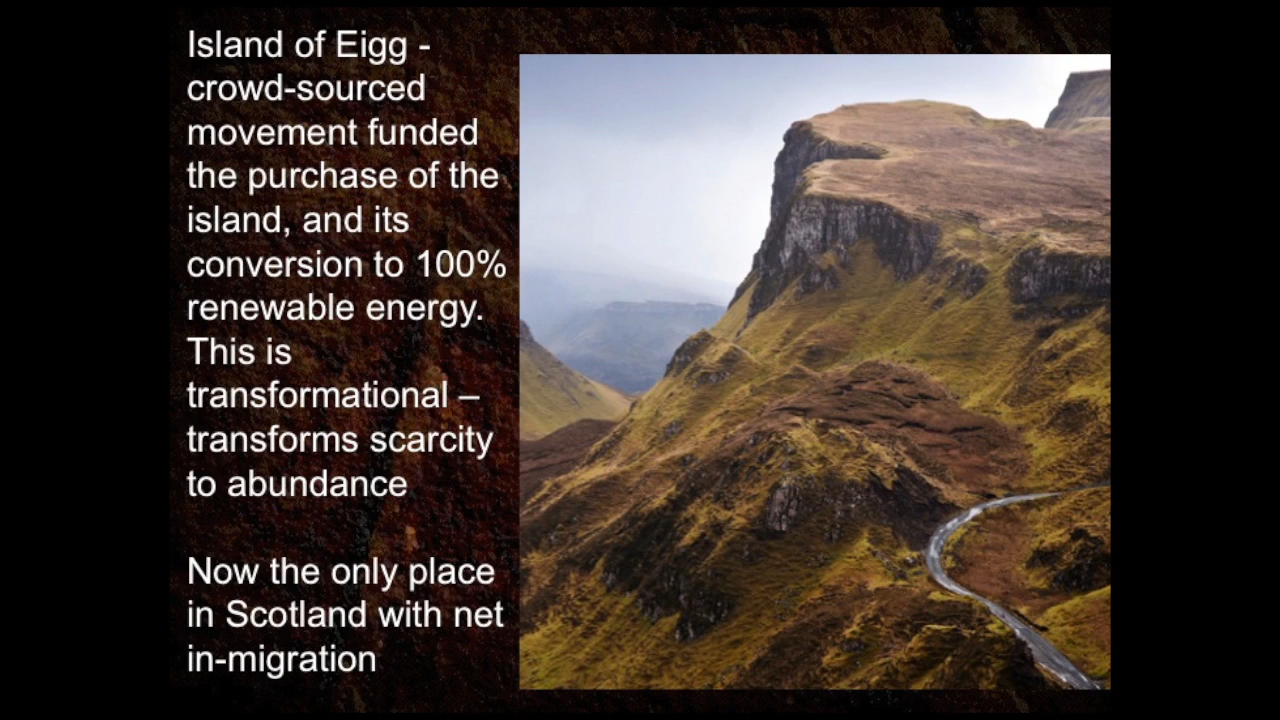 Island of Eigg -
crowd-sourced
movement funded
the purchase of the
island, and its
conversion to 100%
renewable energy.
This is
transformational –
transforms scarcity
to abundance
Now the only place
in Scotland with net
in-migration